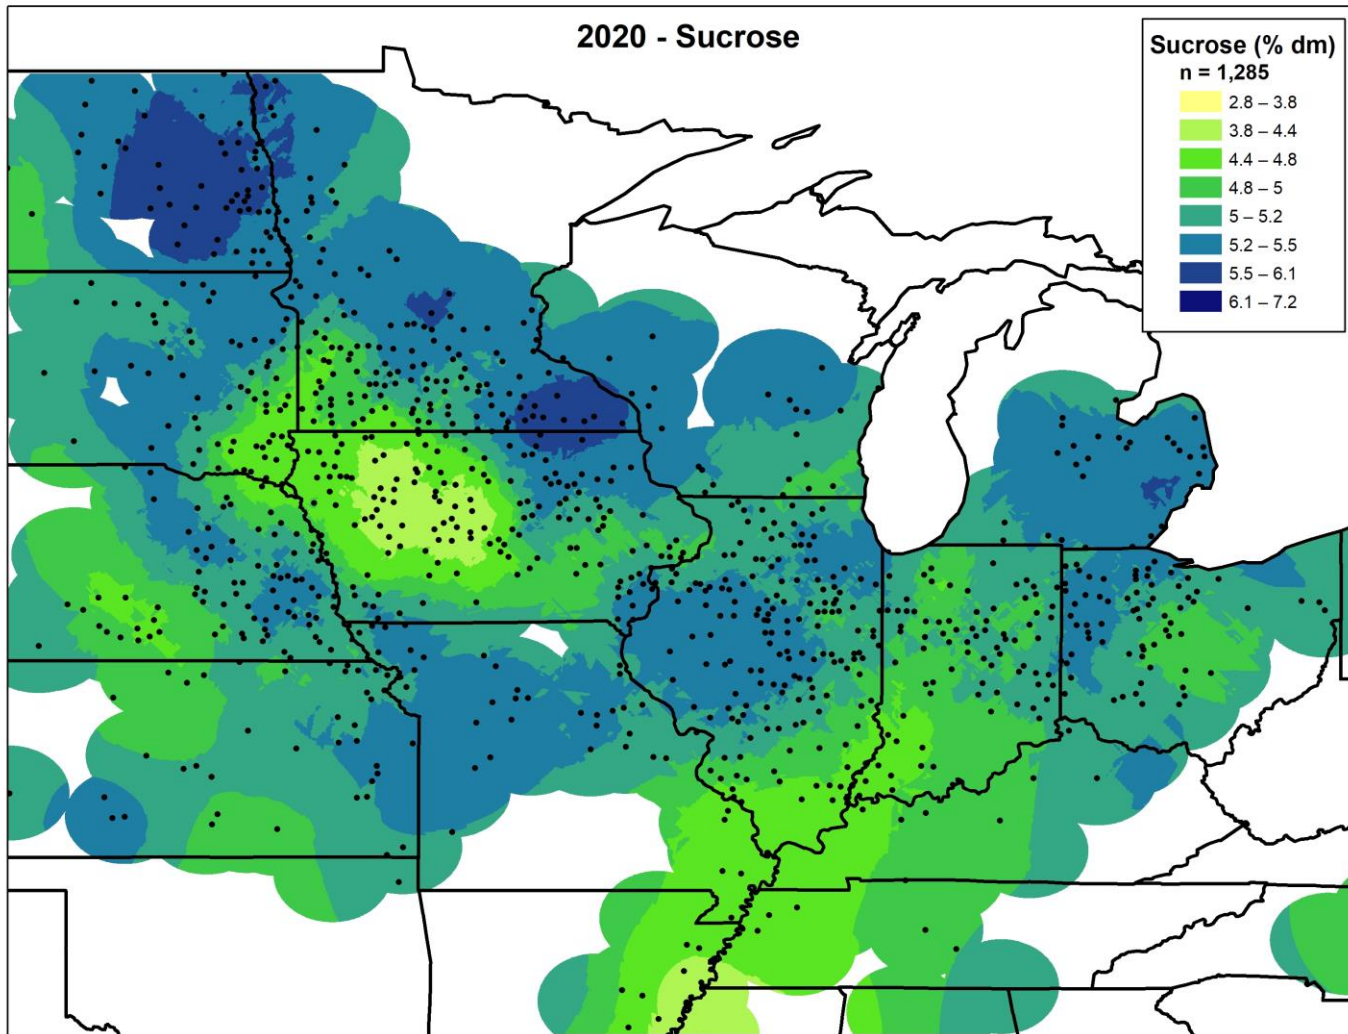 2020 - Sucrose
Sucrose (% dm)
n = 1,285
2.8 – 3.8
3.8 – 4.4
4.4 – 4.8
4.8 – 5
5 – 5.2
5.2 – 5.5
5.5 – 6.1
6.1 – 7.2